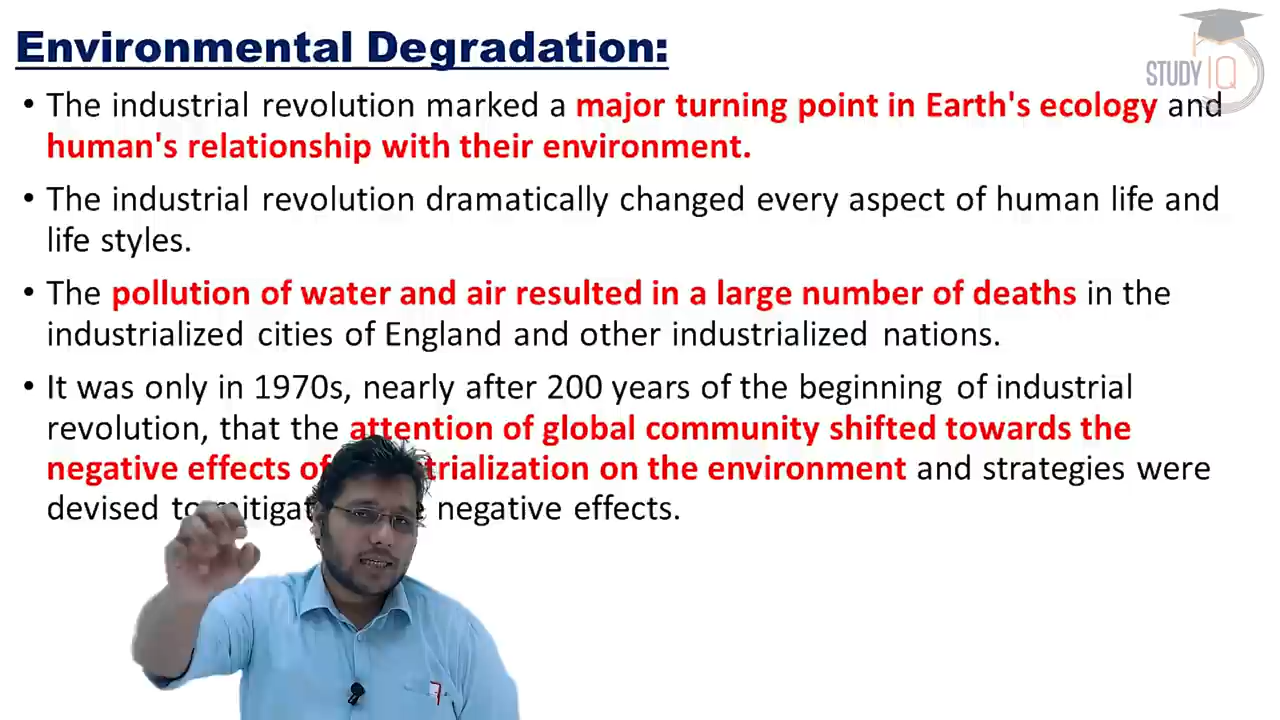 Environmental Degradation:
STUDY IQ
• The industrial revolution marked a major turning point in Earth's ecology and
human's relationship with their environment.
• The industrial revolution dramatically changed every aspect of human life and
life styles.
• The pollution of water and air resulted in a large number of deaths in the
industrialized cities of England and other industrialized nations.
• It was only in 1970s, nearly after 200 years of the beginning of industrial
revolution, that the attention of global community shifted towards the
negative effects of on the environment and strategies were
devised to negative effects.